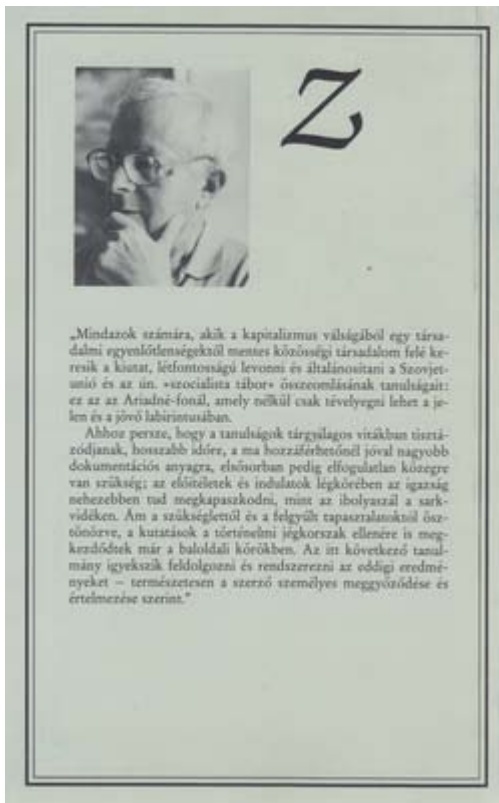 Z
„Mindazok számára, akik a kapitalizmus válságából egy társa-
dalmi egyenlőtlenségektől mentes közösségi társadalom felé ke-
resik a kiutat, létfontosságú levonni és általánosítani a Szovjet-
unió és az ún. »szocialista tábor« összeomlásának tanulságait:
ez az az Ariadné-fonál, amely nélkül csak tévelyegni lehet a je-
len és a jövő labirintusában.
Ahhoz persze, hogy a tanulságok tárgyilagos vitákban tisztá-
zódjanak, hosszabb időre, a ma hozzáférhetőnél jóval nagyobb
dokumentációs anyagra, elsősorban pedig elfogulatlan közegre
van szükség; az előítéletek és indulatok légkörében az igazság
nehezebben tud megkapaszkodni, mint az ibolyaszál a sark-
vidéken. Ám a szükséglettől és a felgyűlt tapasztalatoktól ösz-
tönözve, a kutatások a történelmi jégkorszak ellenére is meg-
kezdődtek már a baloldali körökben. Az itt következő tanul-
mány igyekszik feldolgozni és rendszerezni az eddigi eredmé-
nyeket – természetesen a szerző személyes meggyőződése és
értelmezése szerint."